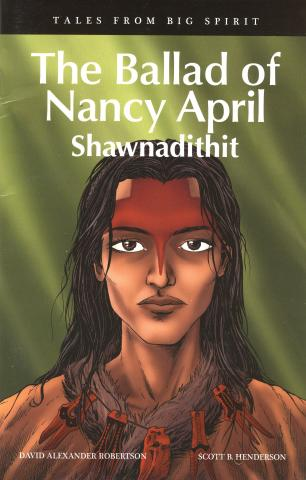 TALES FROM BIG SPIRIT
The Ballad of
Nancy April
Shawnadithit
DAVID ALEXANDER ROBERTSON
SCOTT B. HENDERSON